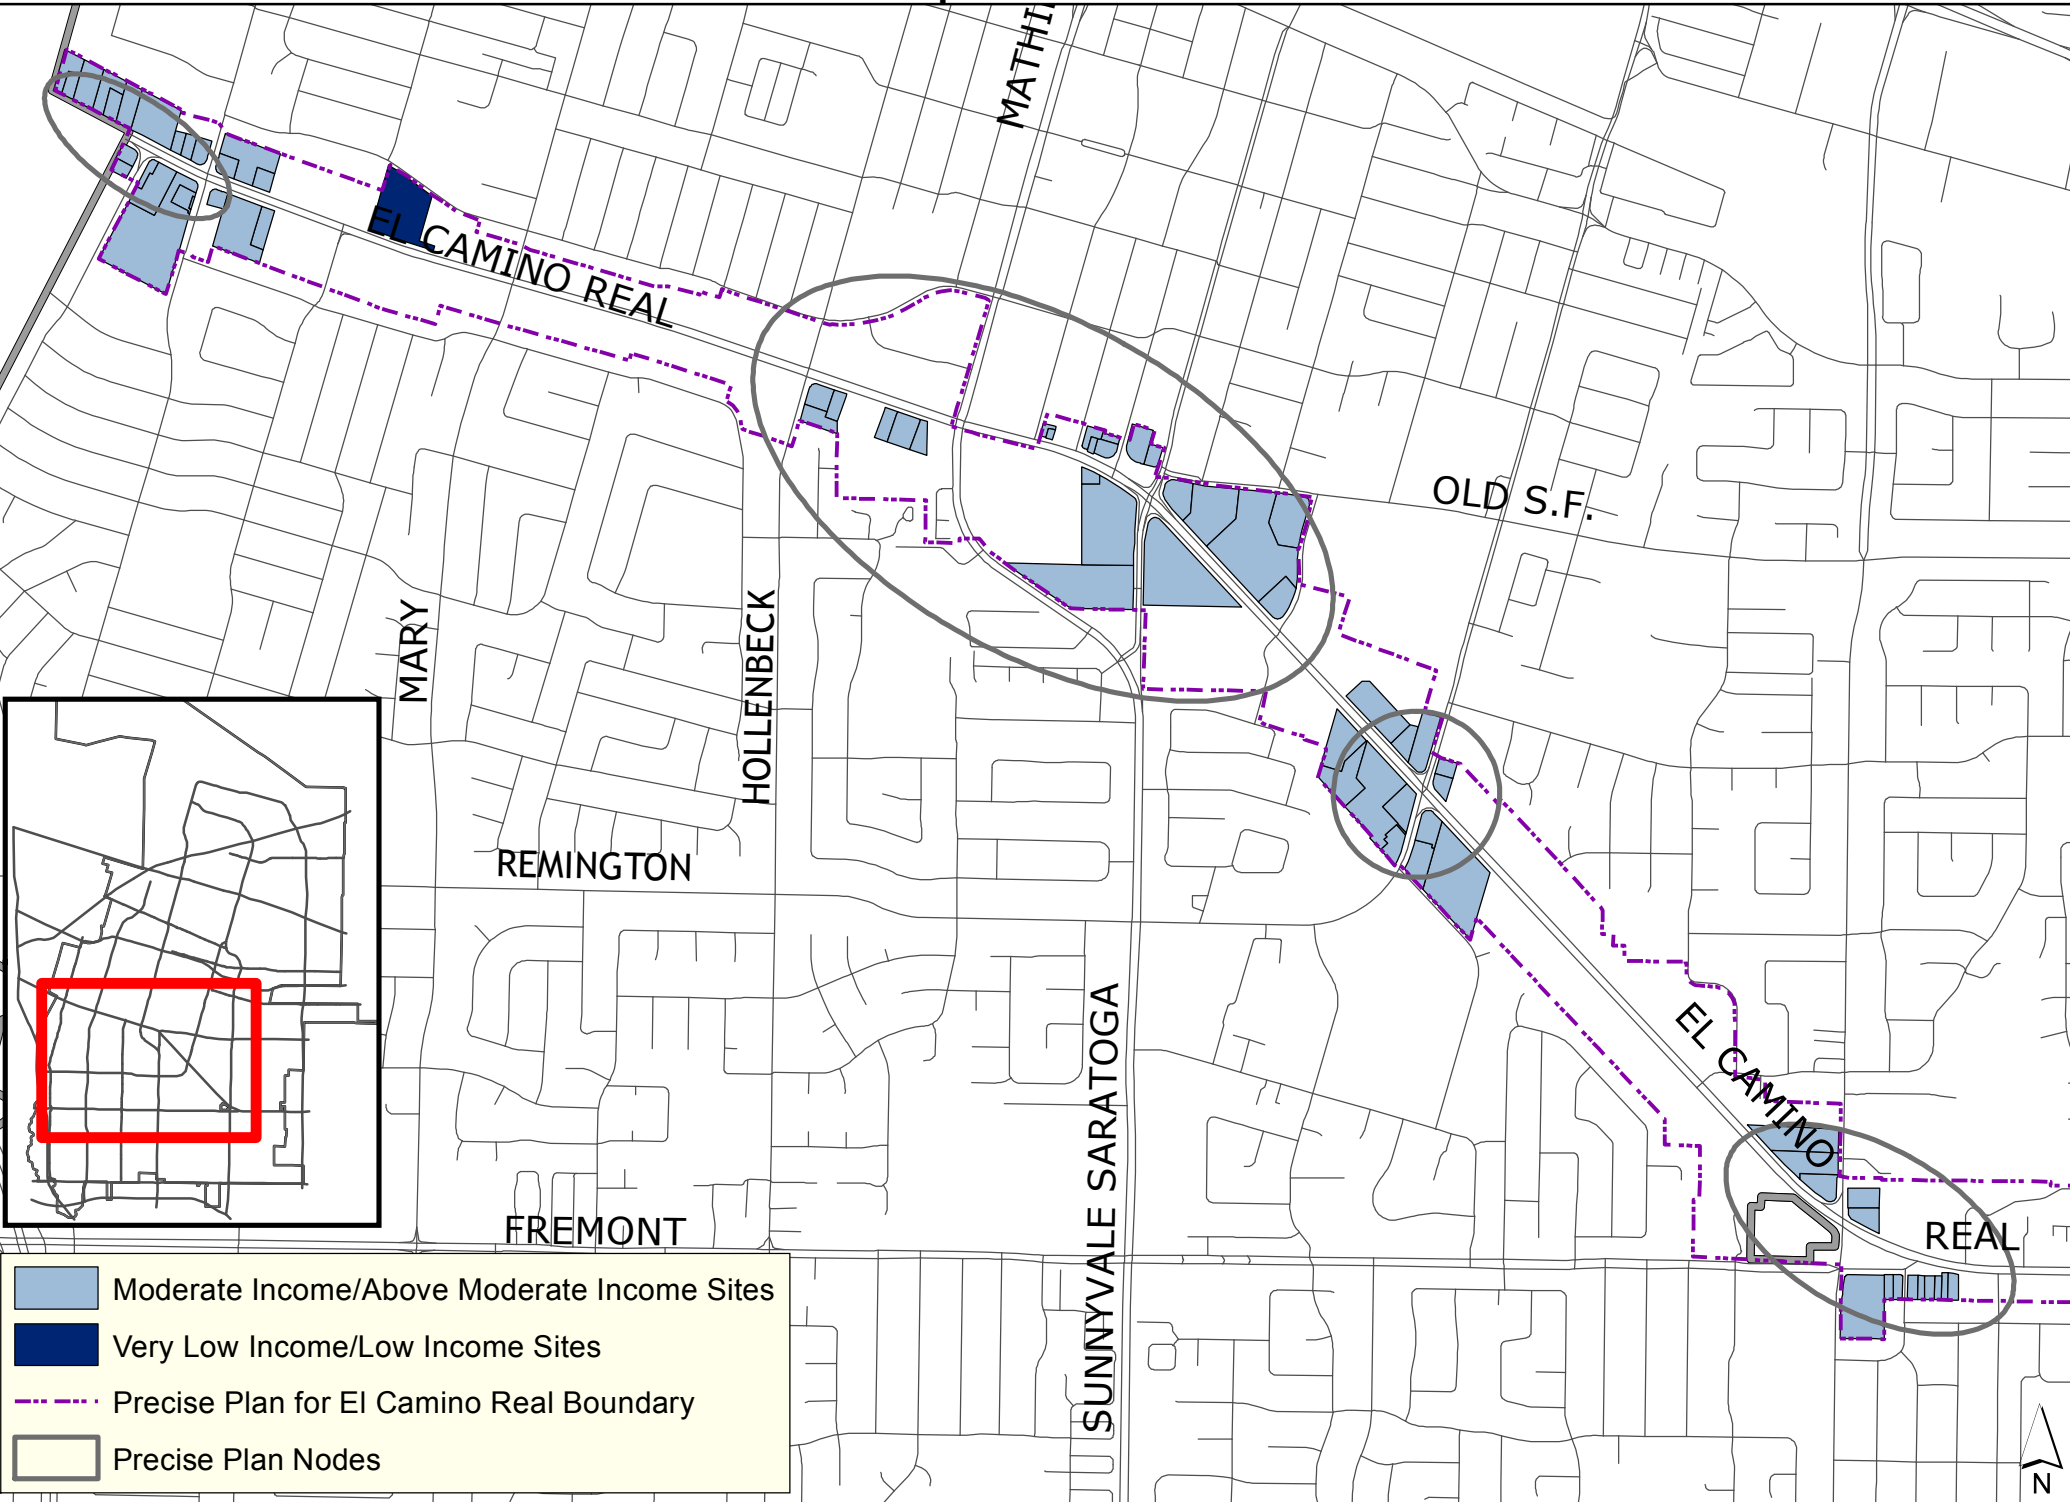 EL CAMINO REAL
OLD S.F.
MARY
HOLLENBECK
REMINGTON
SUNNYVALE SARATOGA
EL CAMINO
REAL
FREMONT
Moderate Income/Above Moderate Income Sites
Very Low Income/Low Income Sites
Precise Plan for El Camino Real Boundary
Precise Plan Nodes
N